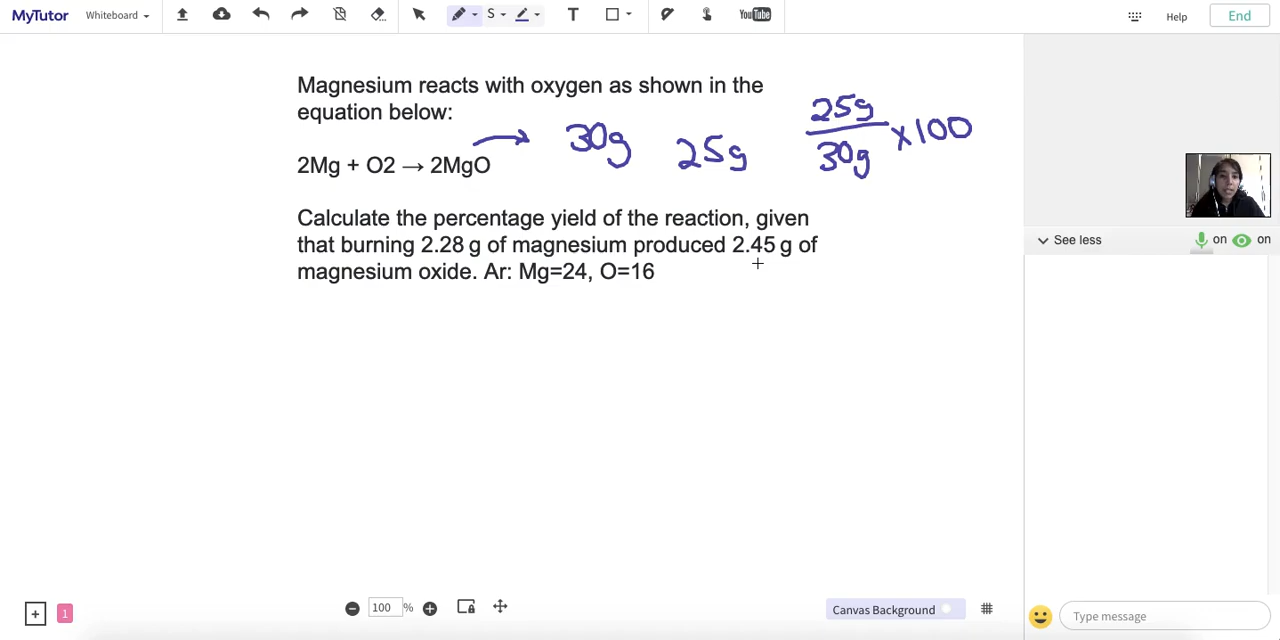 MyTutor Whiteboard S T YouTube Help End
Magnesium reacts with oxygen as shown in the
equation below:
2Mg + O2 → 2MgO
30g 25g 25g/30g x100
Calculate the percentage yield of the reaction, given
that burning 2.28 g of magnesium produced 2.45 g of
magnesium oxide. Ar: Mg=24, O=16
See less on on
1 100 % Canvas Background Type message